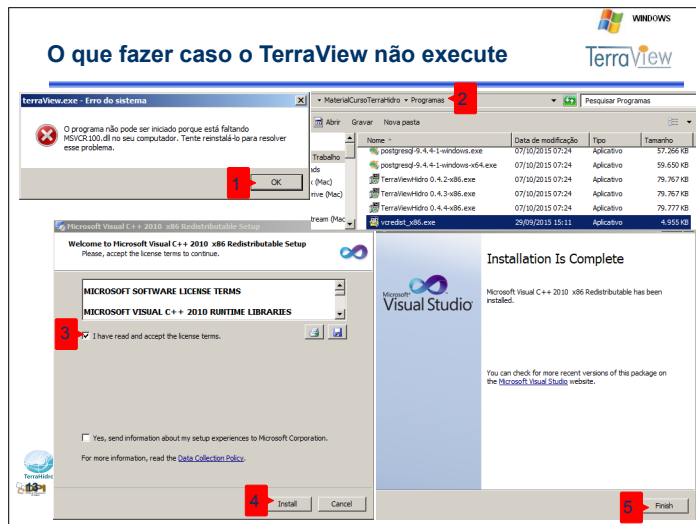 WINDOWS
O que fazer caso o TerraView não execute
TerraView
terraView.exe - Erro do sistema
O programa não pode ser iniciado porque está faltando
MSVCR100.dll no seu computador. Tente reinstalá-lo para resolver
esse problema.
1
OK
MaterialCursoTerraHidro
Programas
2
Pesquisar Programas
Abrir
Gravar
Nova pasta
Nome
Data de modificação
Tipo
Tamanho
postgresql-9.4.4-1-windows.exe 07/10/2015 07:24 Aplicativo 57.266 KB
postgresql-9.4.4-1-windows-x64.exe 07/10/2015 07:24 Aplicativo 59.650 KB
TerraViewHidro 0.4.2-x86.exe 07/10/2015 07:24 Aplicativo 79.767 KB
TerraViewHidro 0.4.3-x86.exe 07/10/2015 07:24 Aplicativo 79.767 KB
TerraViewHidro 0.4.4-x86.exe 07/10/2015 07:24 Aplicativo 79.777 KB
vcredist_x86.exe 29/09/2015 15:11 Aplicativo 4.955 KB
Trabalho
ds
(Mac)
rive (Mac)
tream (Mac
Microsoft Visual C++ 2010 x86 Redistributable Setup
Welcome to Microsoft Visual C++ 2010 x86 Redistributable Setup
Please, accept the license terms to continue.
MICROSOFT SOFTWARE LICENSE TERMS
MICROSOFT VISUAL C++ 2010 RUNTIME LIBRARIES
3
I have read and accept the license terms.
Yes, send information about my setup experiences to Microsoft Corporation.
For more information, read the Data Collection Policy.
4
Install
Cancel
Microsoft
Visual Studio
Installation Is Complete
Microsoft Visual C++ 2010 x86 Redistributable has been
installed.
You can check for more recent versions of this package on
the Microsoft Visual Studio website.
5
Finish
TerraHidro